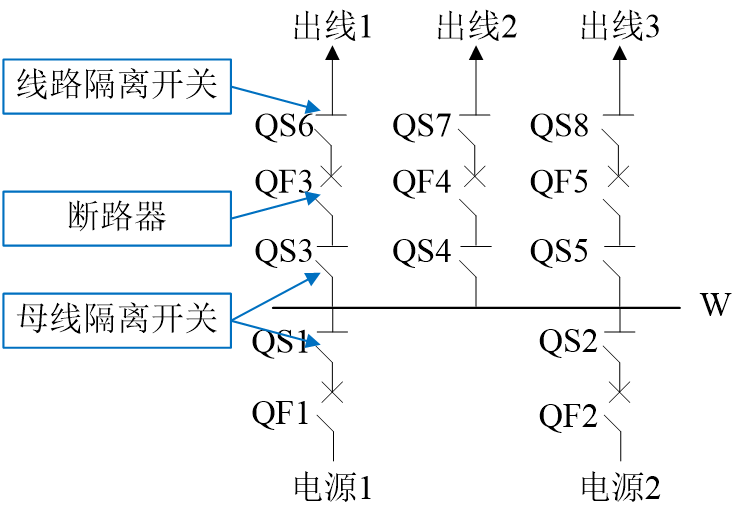 出线1 出线2 出线3
线路隔离开关
QS6 QS7 QS8
QF3 QF4 QF5
断路器
QS3 QS4 QS5
母线隔离开关
W
QS1 QS2
QF1 QF2
电源1 电源2